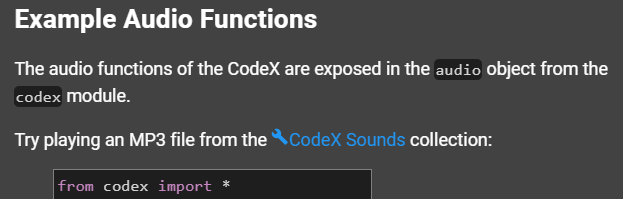 Example Audio Functions
The audio functions of the CodeX are exposed in the audio object from the
codex module.
Try playing an MP3 file from the CodeX Sounds collection:
from codex import *